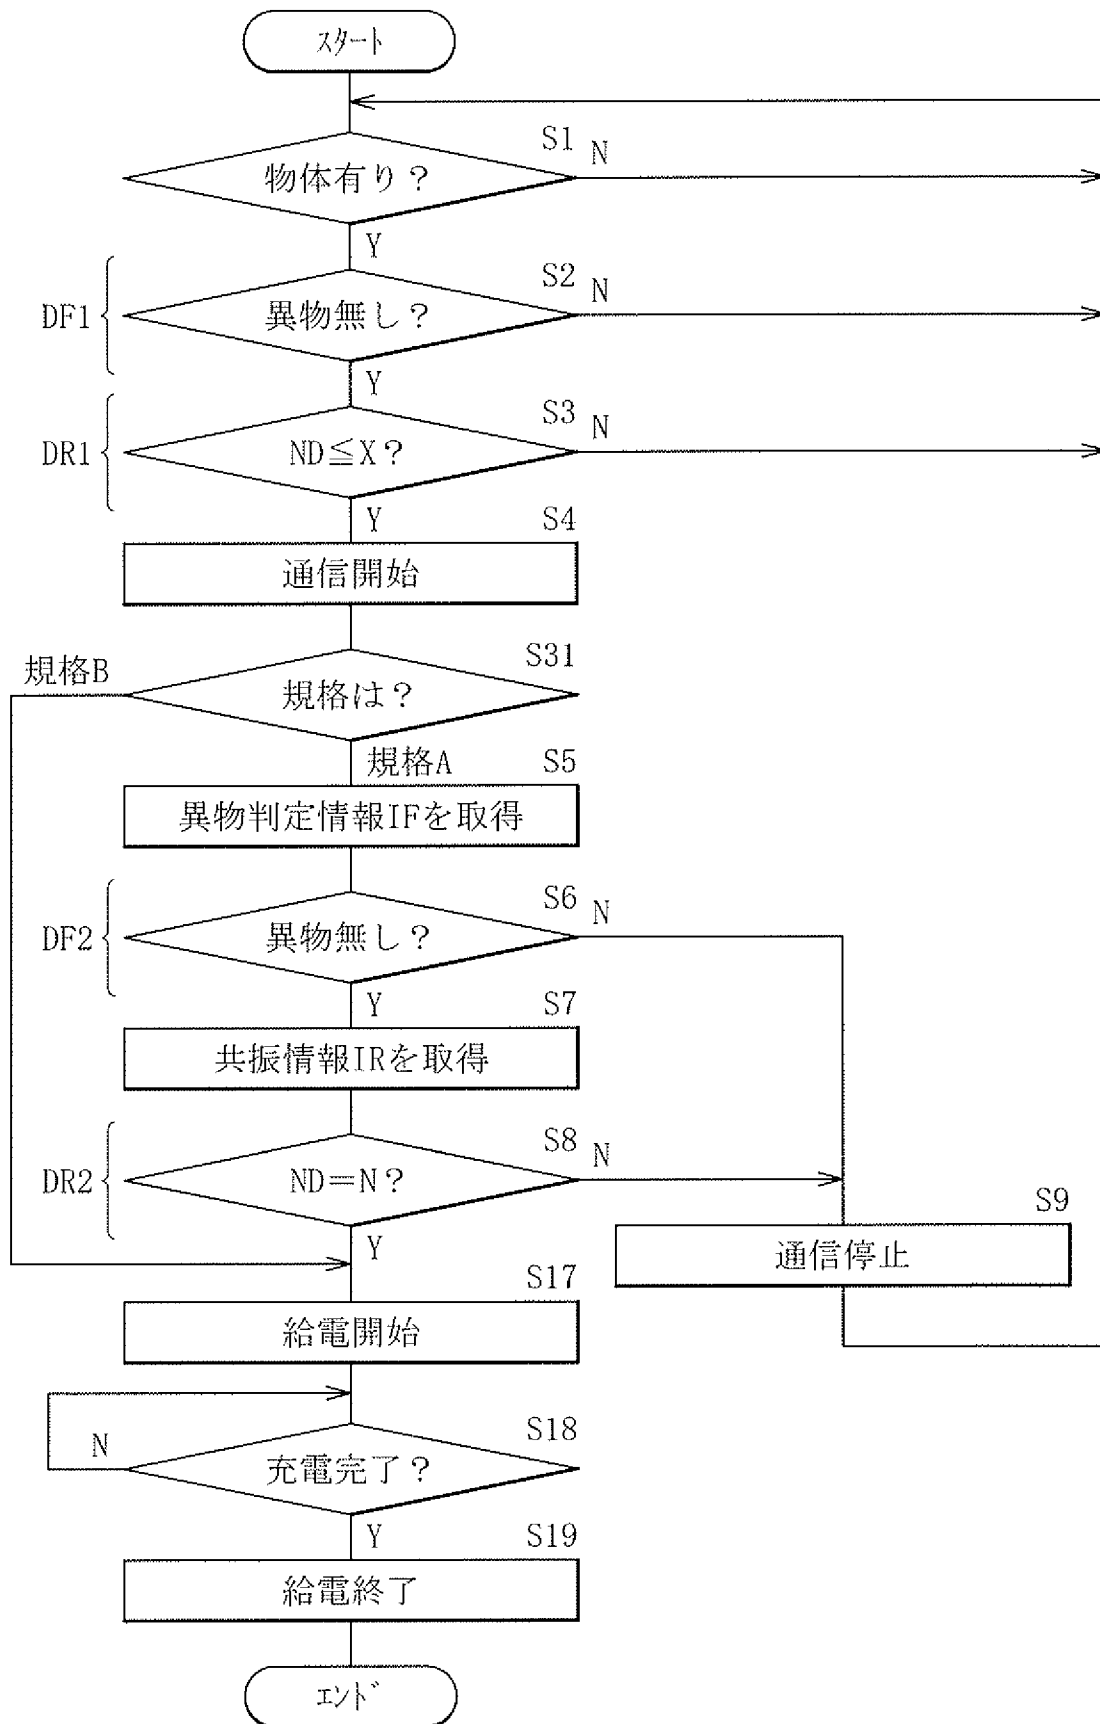 スタート
S1
物体有り？
N
Y
S2
DF1
異物無し？
N
Y
S3
DR1
ND≦X？
N
Y
S4
通信開始
S31
規格B
規格は？
規格A
S5
異物判定情報IFを取得
S6
DF2
異物無し？
N
Y
S7
共振情報IRを取得
S8
DR2
ND＝N？
N
Y
S9
通信停止
S17
給電開始
S18
N
充電完了？
Y
S19
給電終了
エンド